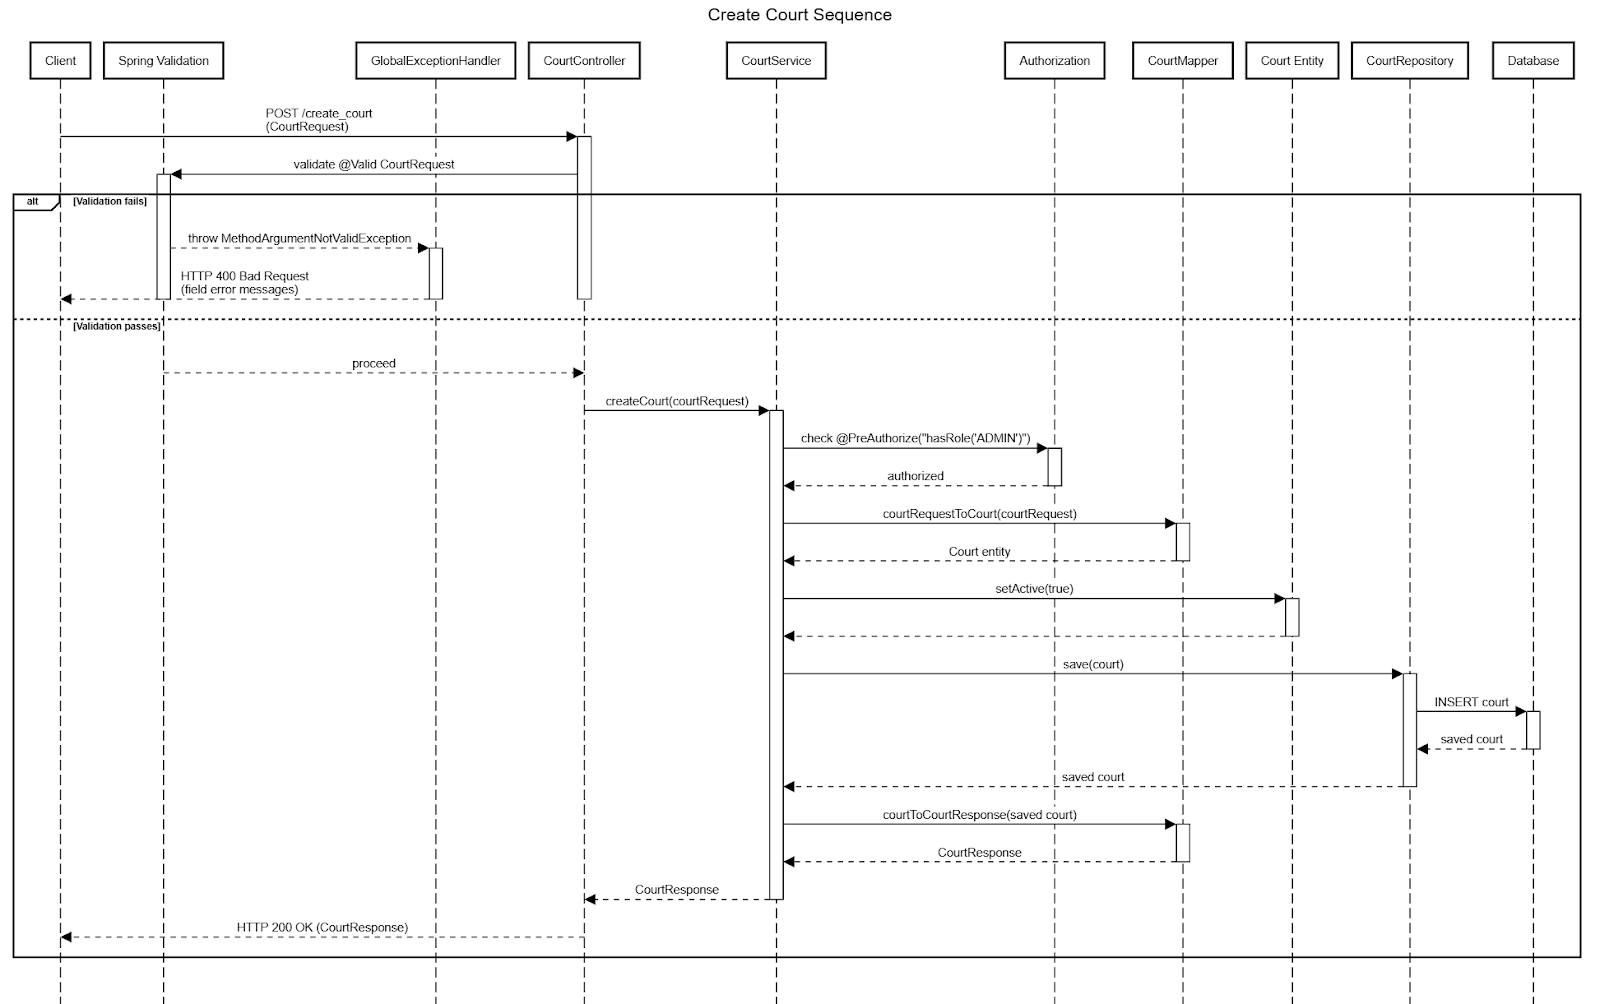 Create Court Sequence
Client
Spring Validation
GlobalExceptionHandler
CourtController
CourtService
Authorization
CourtMapper
Court Entity
CourtRepository
Database
POST /create_court
(CourtRequest)
validate @Valid CourtRequest
alt
[Validation fails]
throw MethodArgumentNotValidException
HTTP 400 Bad Request
(field error messages)
[Validation passes]
proceed
createCourt(courtRequest)
check @PreAuthorize("hasRole('ADMIN')")
authorized
courtRequestToCourt(courtRequest)
Court entity
setActive(true)
save(court)
INSERT court
saved court
saved court
courtToCourtResponse(saved court)
CourtResponse
CourtResponse
HTTP 200 OK (CourtResponse)